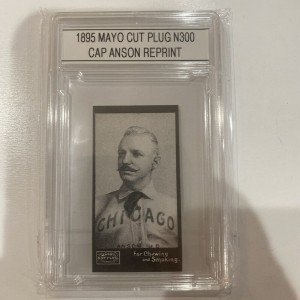 1895 MAYO CUT PLUG N300
CAP ANSON REPRINT
CHICAGO
For Chewing
and Smoking.